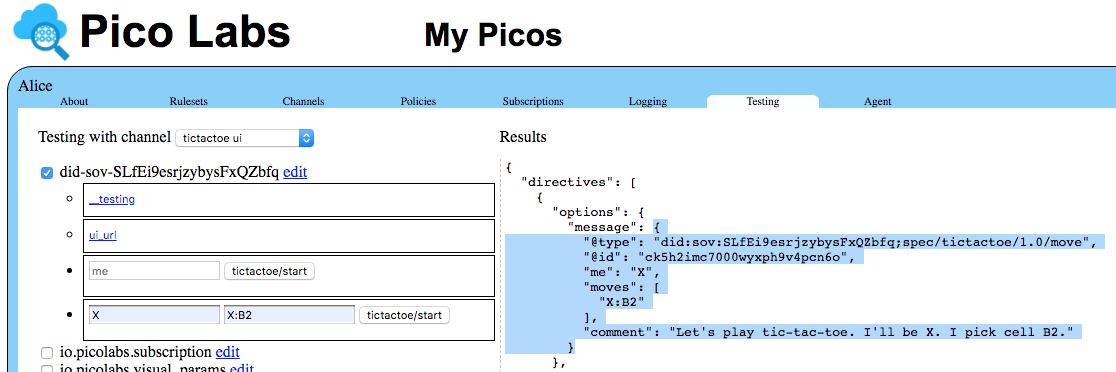 Pico Labs
My Picos
Alice
About Rulesets Channels Policies Subscriptions Logging Testing Agent
Testing with channel tictactoe ui
did-sov-SLfEi9esrjzybysFxQZbfq edit
__testing
ui_url
me tictactoe/start
X X:B2 tictactoe/start
io.picolabs.subscription edit
io.picolabs.visual_params edit
Results
{
"directives": [
{
"options": {
"message": {
"@type": "did:sov:SLfEi9esrjzybysFxQZbfq;spec/tictactoe/1.0/move",
"@id": "ck5h2imc7000wyxph9v4pcn6o",
"me": "X",
"moves": [
"X:B2"
],
"comment": "Let's play tic-tac-toe. I'll be X. I pick cell B2."
}
},